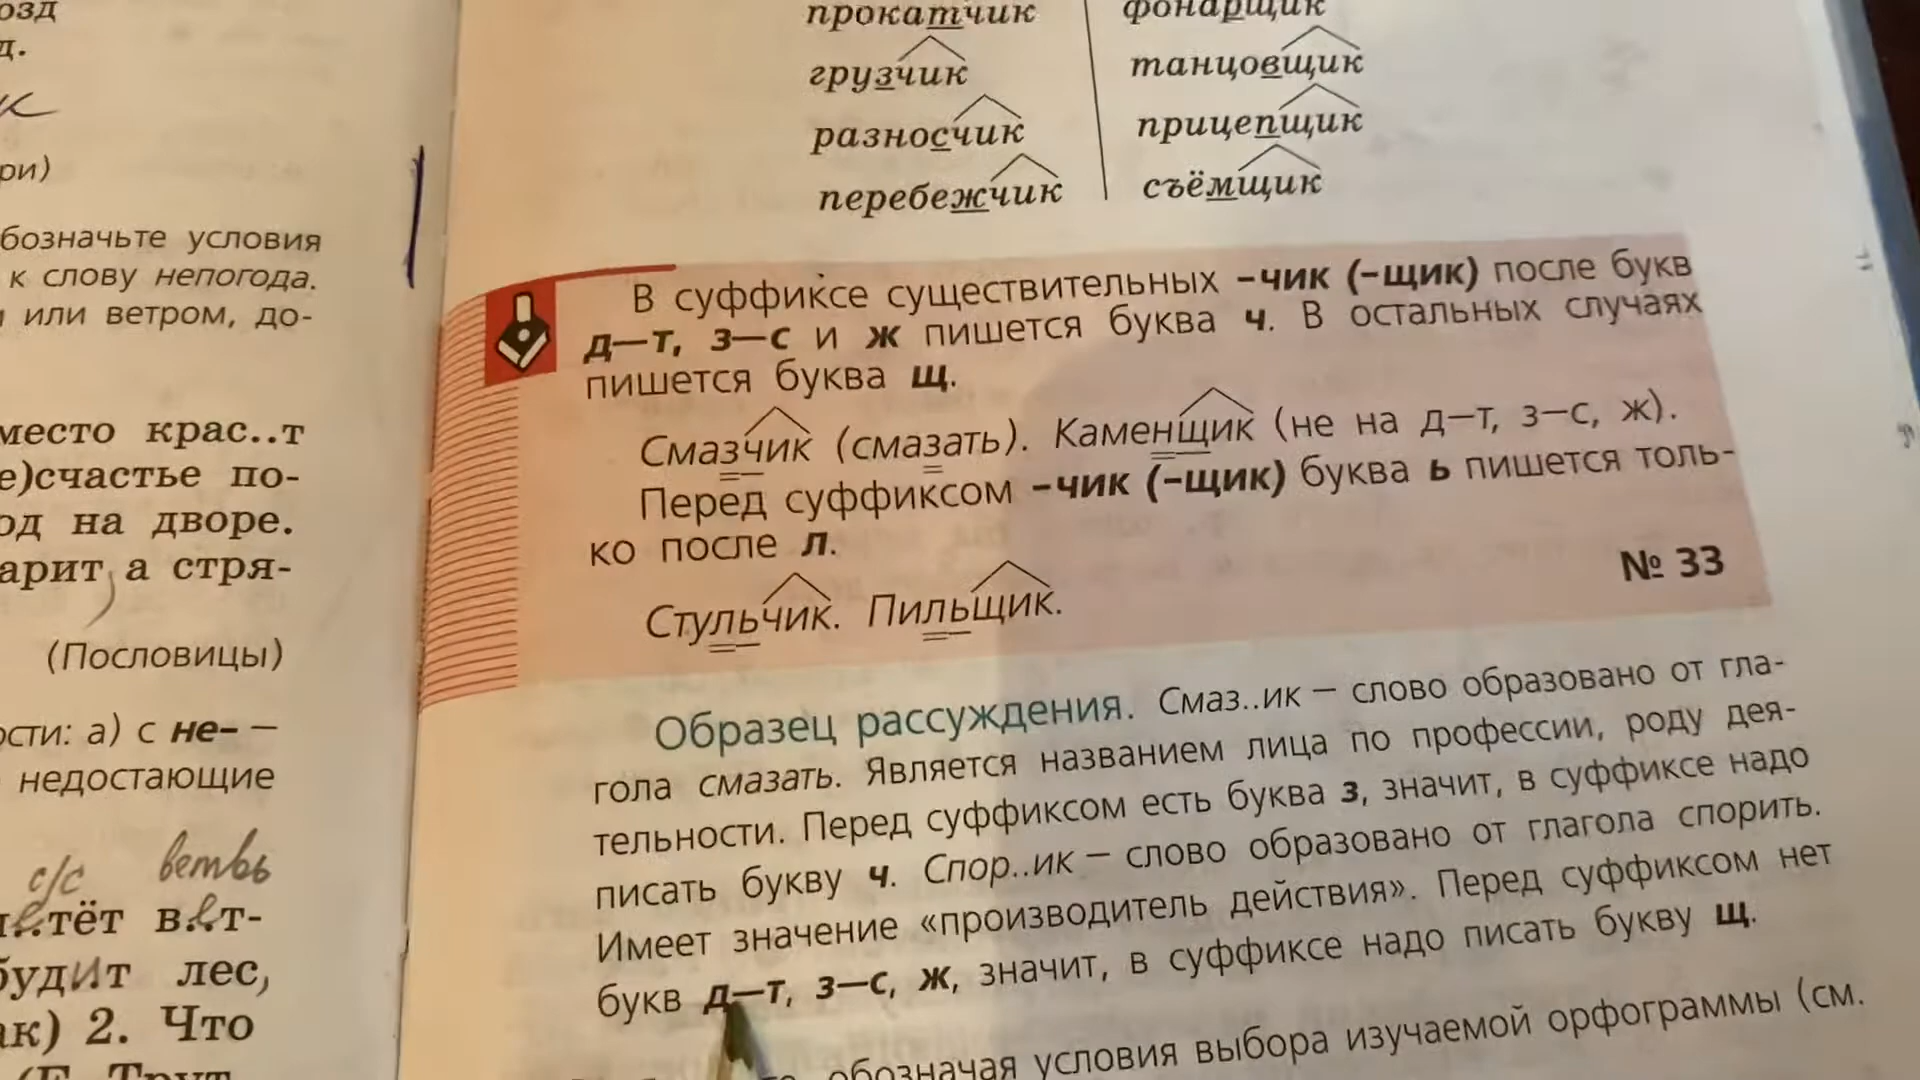 озд
д.
к
ри)
бозначьте условия
к слову непогода.
или ветром, до-
место крас..т
е)счастье по-
од на дворе.
арит, а стря-
(Пословицы)
ости: а) с не- —
недостающие
с/с ветвь
тёт в..т-
будит лес,
ак) 2. Что
прокатчик
грузчик
разносчик
перебежчик
фонарщик
танцовщик
прицепщик
съёмщик
В суффиксе существительных -чик (-щик) после букв
д—т, з—с и ж пишется буква ч. В остальных случаях
пишется буква щ.
Смазчик (смазать). Каменщик (не на д—т, з—с, ж).
Перед суффиксом -чик (-щик) буква ь пишется толь-
ко после л.
№ 33
Стульчик. Пильщик.
Образец рассуждения. Смаз..ик — слово образовано от гла-
гола смазать. Является названием лица по профессии, роду дея-
тельности. Перед суффиксом есть буква з, значит, в суффиксе надо
писать букву ч. Спор..ик — слово образовано от глагола спорить.
Имеет значение «производитель действия». Перед суффиксом нет
букв д—т, з—с, ж, значит, в суффиксе надо писать букву щ.
обозначая условия выбора изучаемой орфограммы (см.